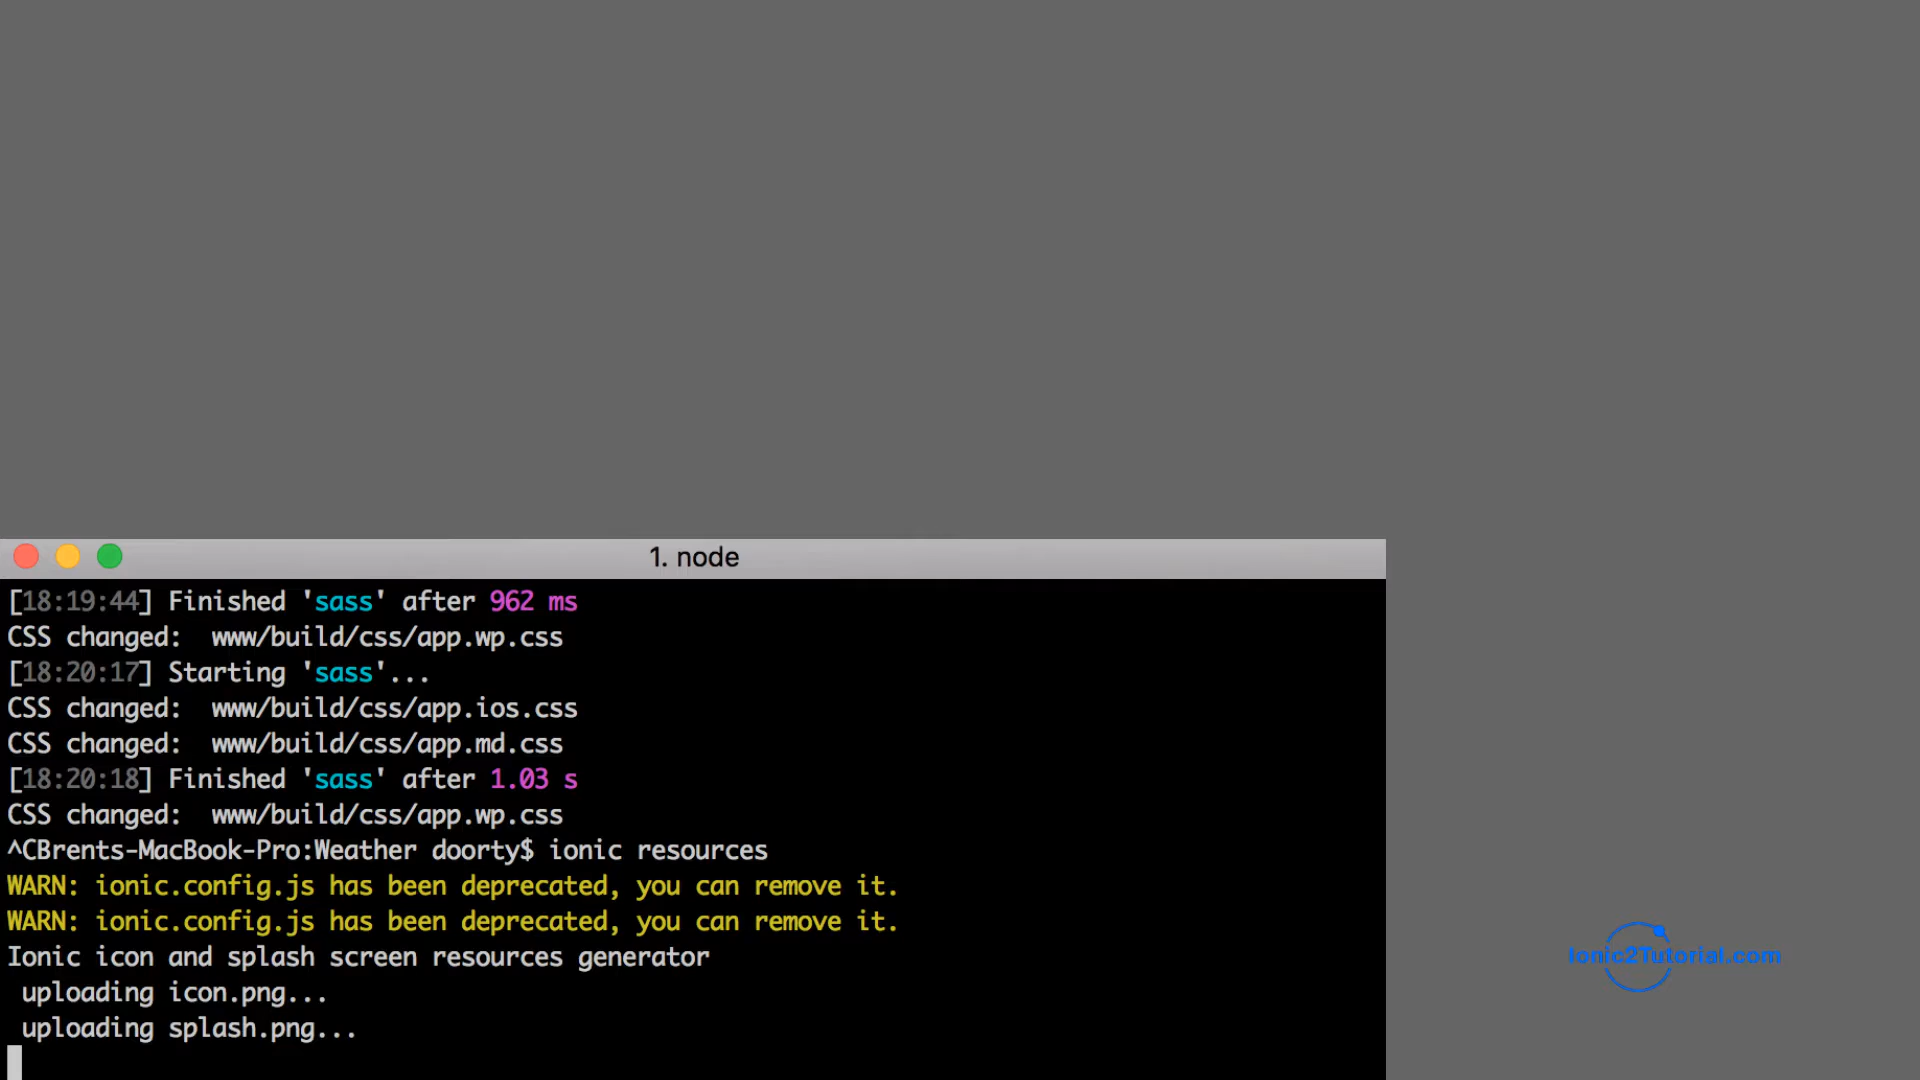 1. node
[18:19:44] Finished 'sass' after 962 ms
CSS changed:  www/build/css/app.wp.css
[18:20:17] Starting 'sass'...
CSS changed:  www/build/css/app.ios.css
CSS changed:  www/build/css/app.md.css
[18:20:18] Finished 'sass' after 1.03 s
CSS changed:  www/build/css/app.wp.css
^CBrents-MacBook-Pro:Weather doorty$ ionic resources
WARN: ionic.config.js has been deprecated, you can remove it.
WARN: ionic.config.js has been deprecated, you can remove it.
Ionic icon and splash screen resources generator
 uploading icon.png...
 uploading splash.png...
Ionic2Tutorial.com